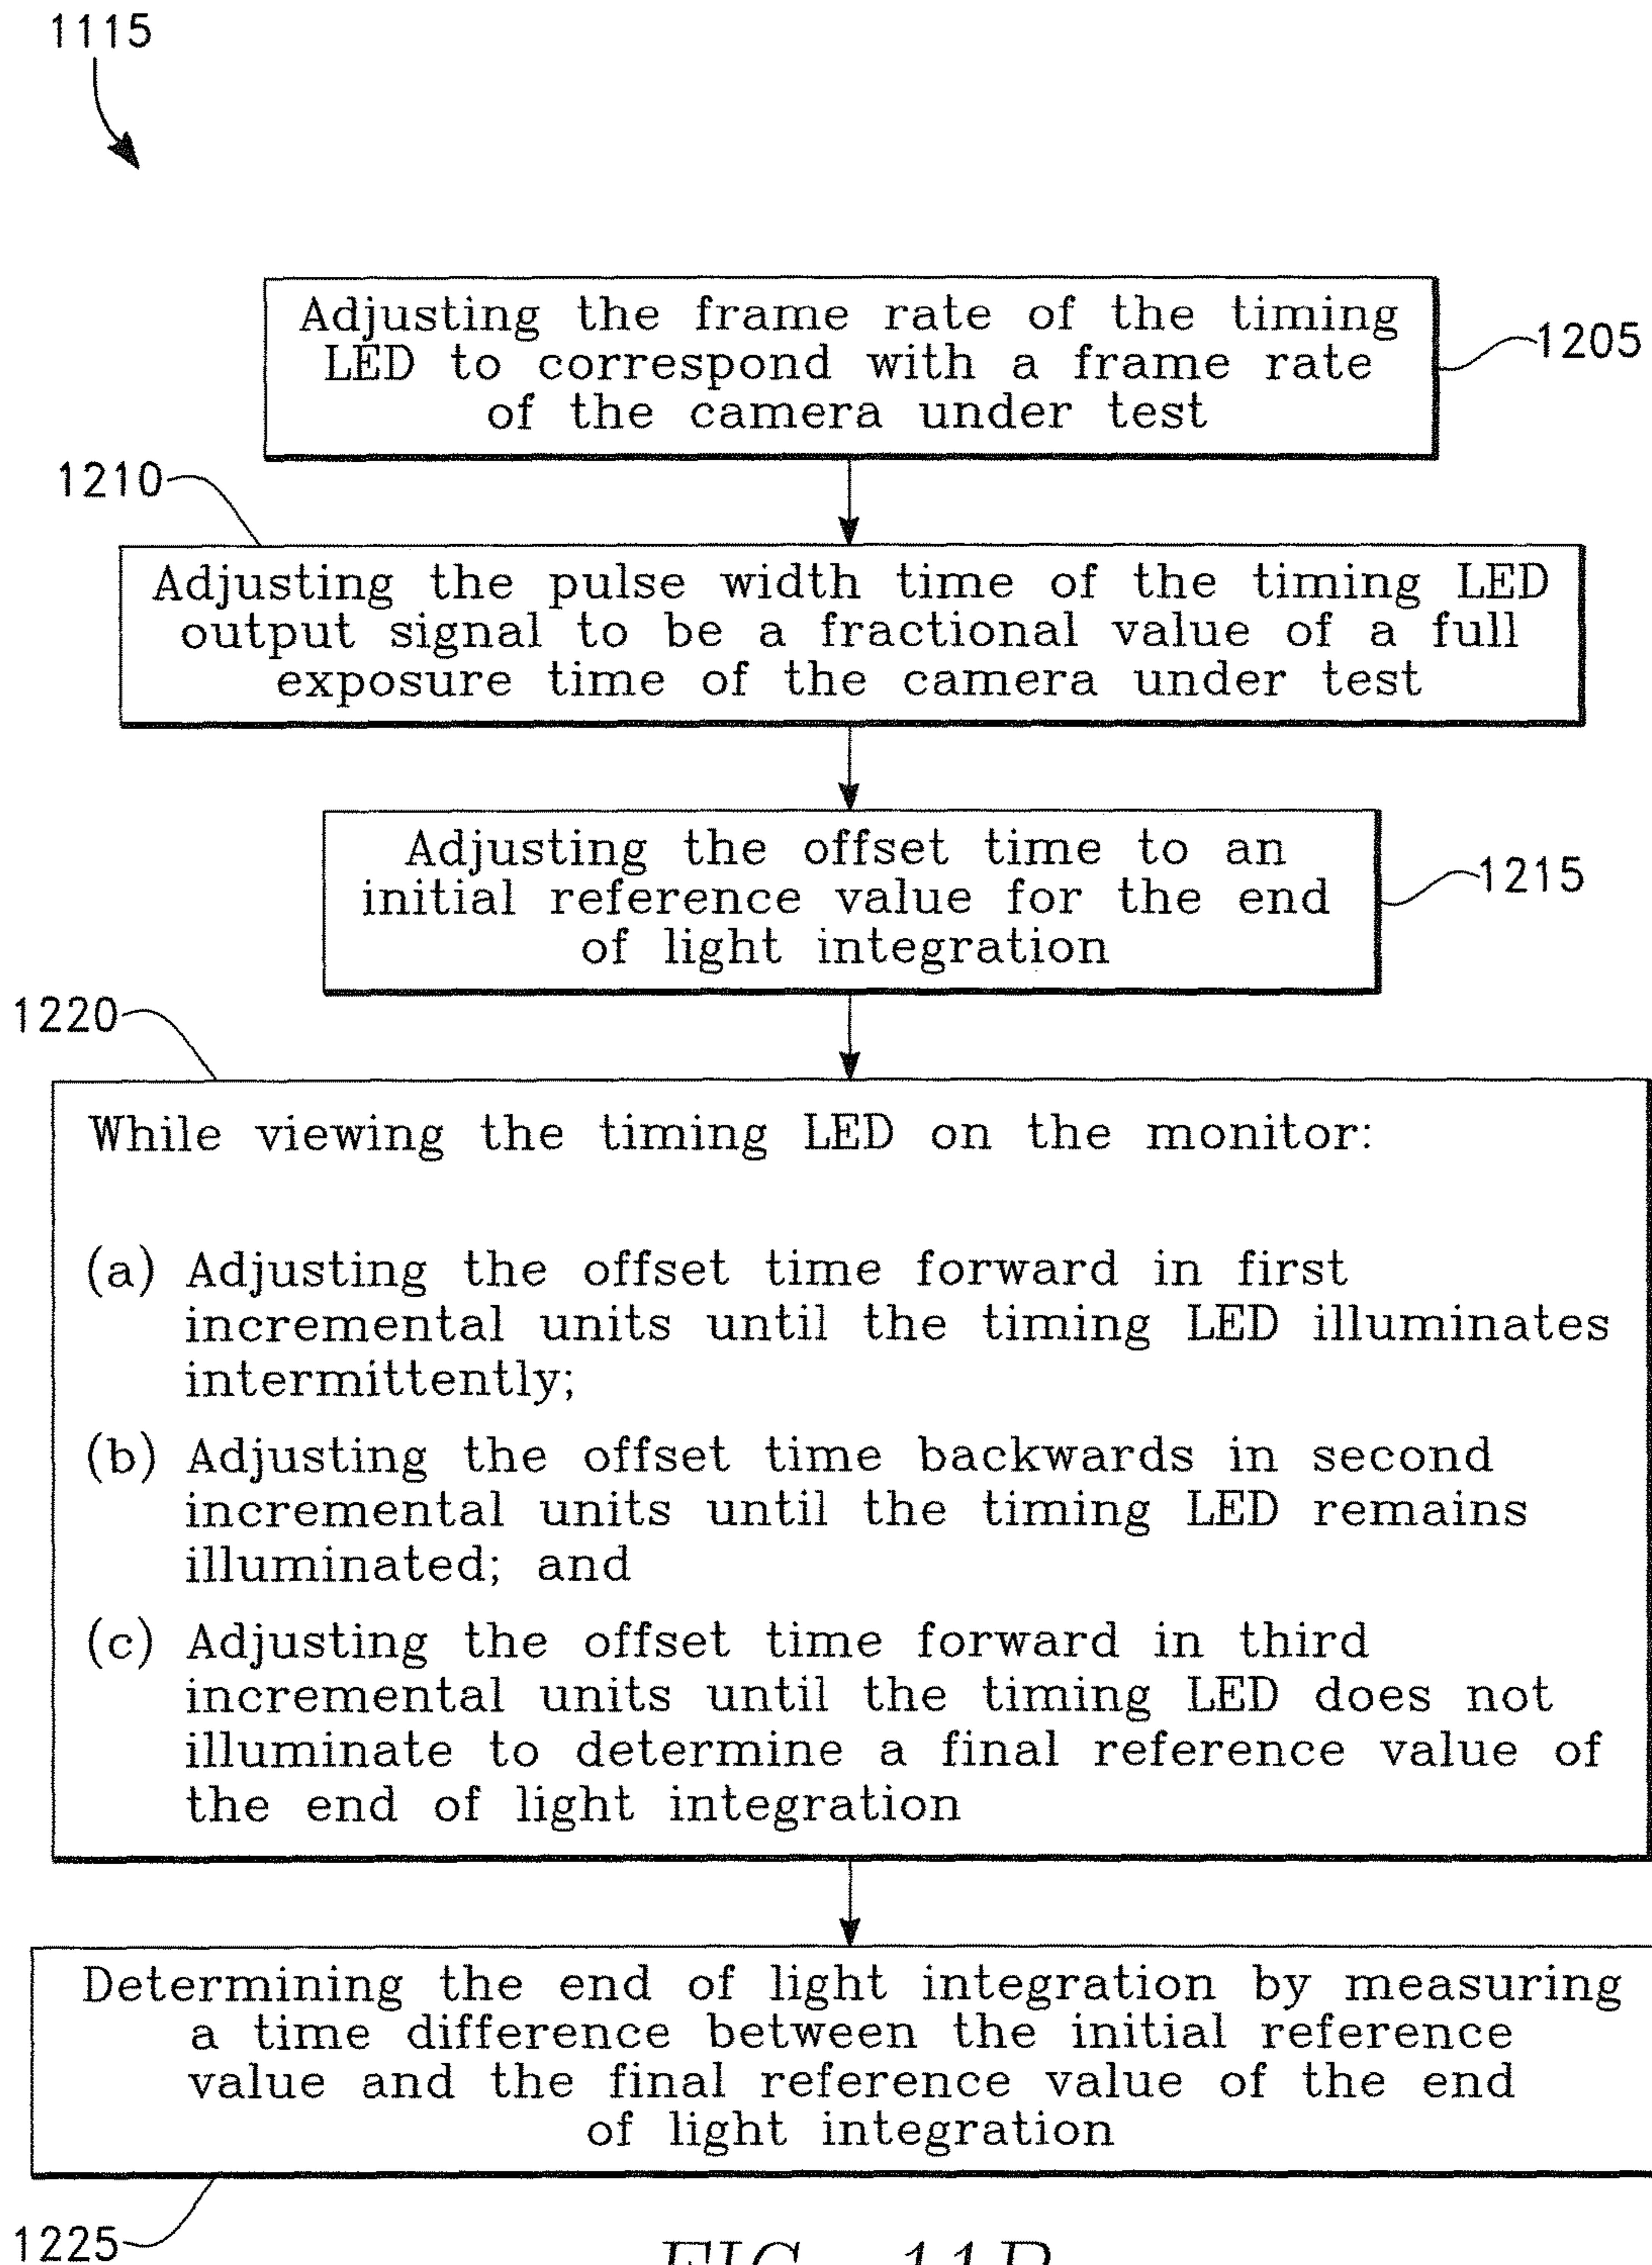 1115
Adjusting the frame rate of the timing
LED to correspond with a frame rate
of the camera under test
1205
1210
Adjusting the pulse width time of the timing LED
output signal to be a fractional value of a full
exposure time of the camera under test
Adjusting the offset time to an
initial reference value for the end
of light integration
1215
1220
While viewing the timing LED on the monitor:
(a) Adjusting the offset time forward in first
incremental units until the timing LED illuminates
intermittently;
(b) Adjusting the offset time backwards in second
incremental units until the timing LED remains
illuminated; and
(c) Adjusting the offset time forward in third
incremental units until the timing LED does not
illuminate to determine a final reference value of
the end of light integration
Determining the end of light integration by measuring
a time difference between the initial reference
value and the final reference value of the end
of light integration
1225
FIG. 11B